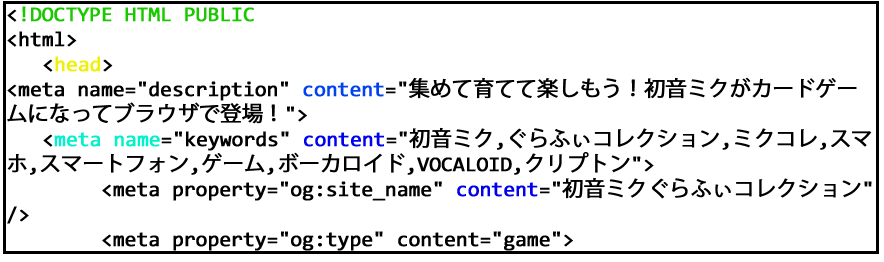 <!DOCTYPE HTML PUBLIC
<html>
<head>
<meta name="description" content="集めて育てて楽しもう！初音ミクがカードゲー
ムになってブラウザで登場！">
<meta name="keywords" content="初音ミク,ぐらふぃコレクション,ミクコレ,スマ
ホ,スマートフォン,ゲーム,ボーカロイド,VOCALOID,クリプトン">
<meta property="og:site_name" content="初音ミクぐらふぃコレクション"
/>
<meta property="og:type" content="game">